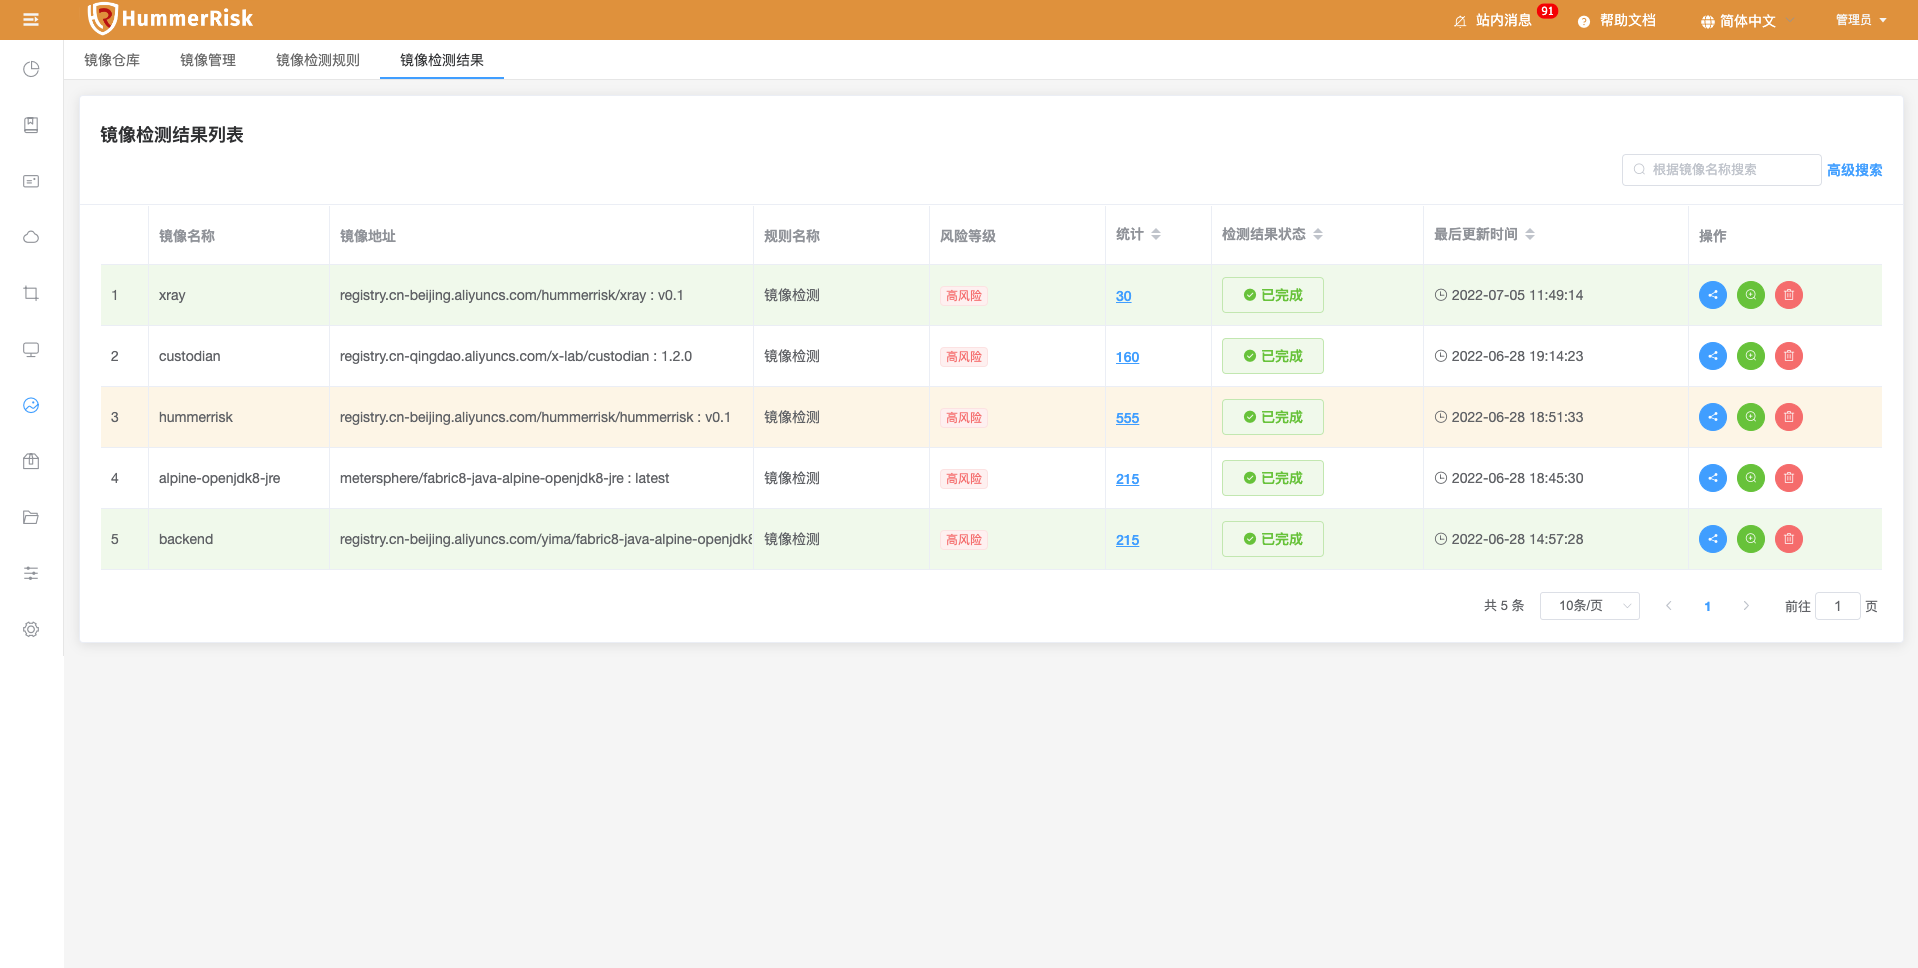 HummerRisk
站内消息 91 帮助文档 简体中文 管理员
镜像仓库 镜像管理 镜像检测规则 镜像检测结果
镜像检测结果列表
根据镜像名称搜索 高级搜索
镜像名称 镜像地址 规则名称 风险等级 统计 检测结果状态 最后更新时间 操作
1 xray registry.cn-beijing.aliyuncs.com/hummerrisk/xray : v0.1 镜像检测 高风险 30 已完成 2022-07-05 11:49:14
2 custodian registry.cn-qingdao.aliyuncs.com/x-lab/custodian : 1.2.0 镜像检测 高风险 160 已完成 2022-06-28 19:14:23
3 hummerrisk registry.cn-beijing.aliyuncs.com/hummerrisk/hummerrisk : v0.1 镜像检测 高风险 555 已完成 2022-06-28 18:51:33
4 alpine-openjdk8-jre metersphere/fabric8-java-alpine-openjdk8-jre : latest 镜像检测 高风险 215 已完成 2022-06-28 18:45:30
5 backend registry.cn-beijing.aliyuncs.com/yima/fabric8-java-alpine-openjdk8 镜像检测 高风险 215 已完成 2022-06-28 14:57:28
共 5 条 10条/页 1 前往 1 页